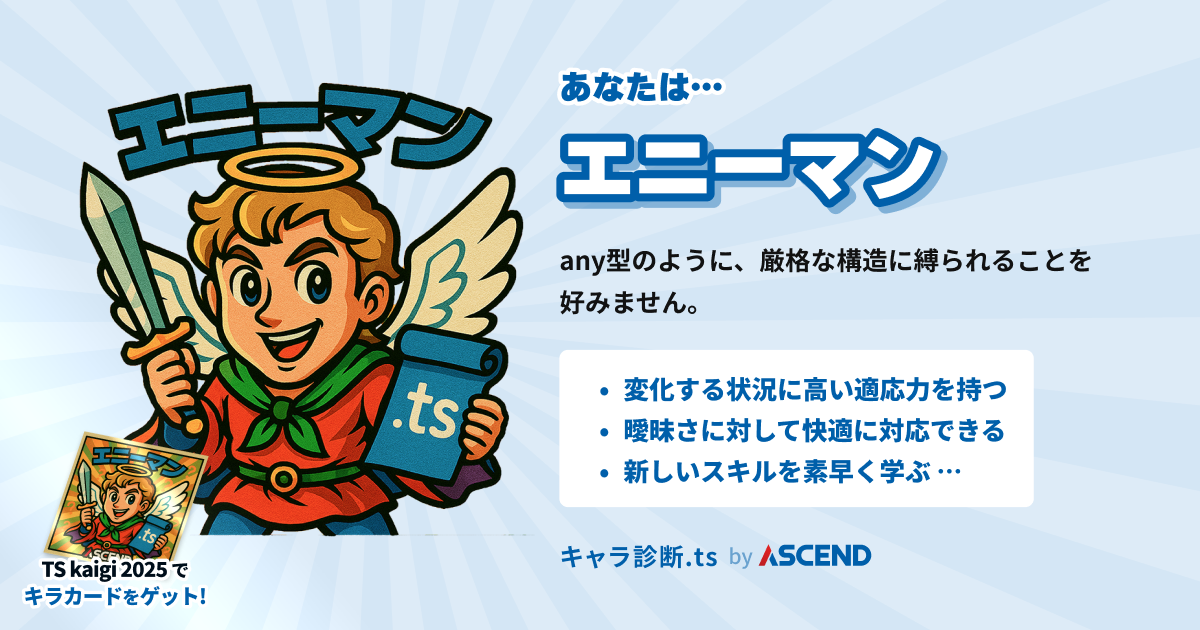 エニーマン
.ts
エニーマン
.ts
ASCEND
TS kaigi 2025 で
キラカードをゲット!
あなたは…
エニーマン
any型のように、厳格な構造に縛られることを
好みません。
• 変化する状況に高い適応力を持つ
• 曖昧さに対して快適に対応できる
• 新しいスキルを素早く学ぶ …
キャラ診断.ts by ASCEND